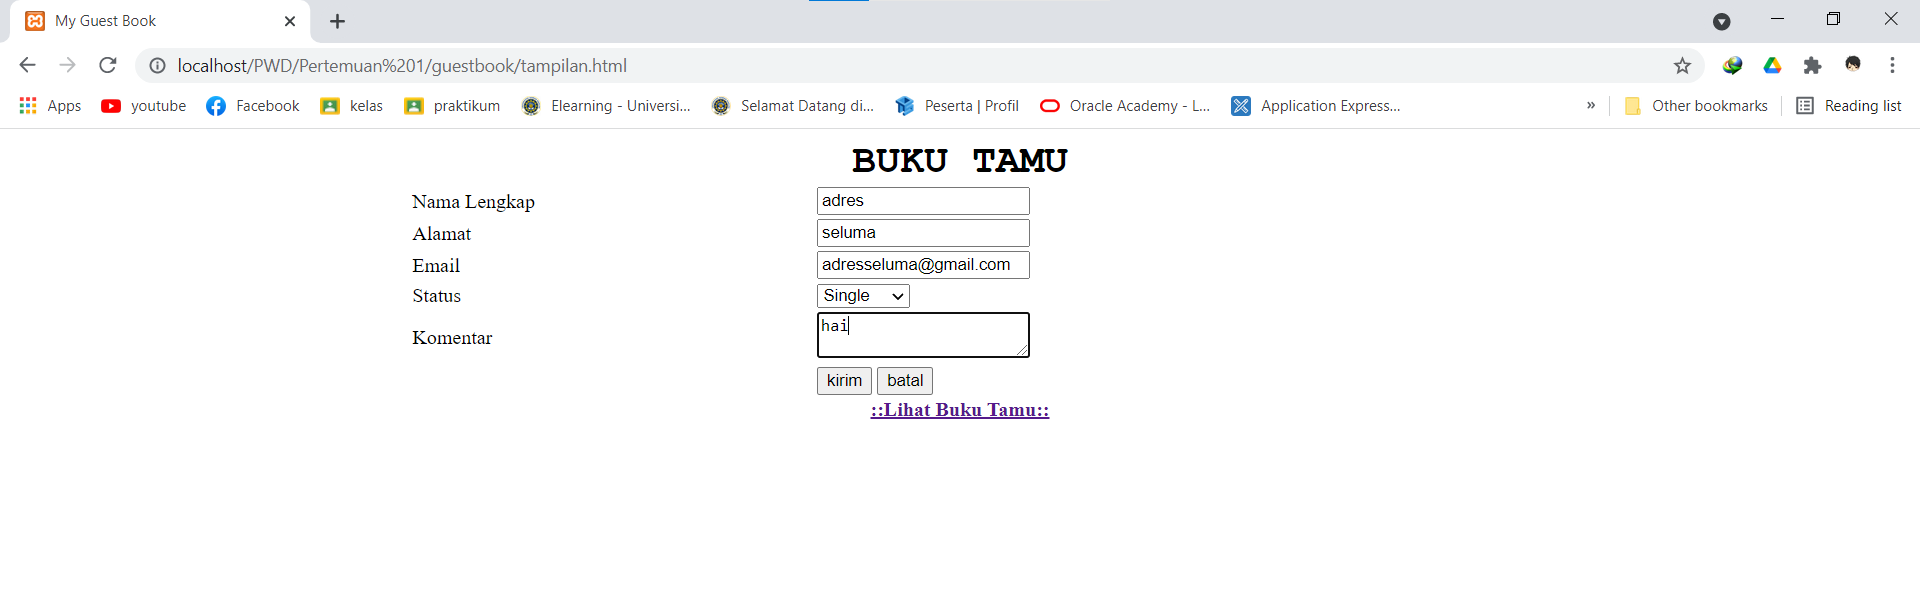 My Guest Book
localhost/PWD/Pertemuan%201/guestbook/tampilan.html
Apps youtube Facebook kelas praktikum Elearning - Universi... Selamat Datang di... Peserta | Profil Oracle Academy - L... Application Express... » Other bookmarks Reading list
BUKU TAMU
Nama Lengkap adres
Alamat seluma
Email adresseluma@gmail.com
Status Single
Komentar hai
kirim batal
::Lihat Buku Tamu::